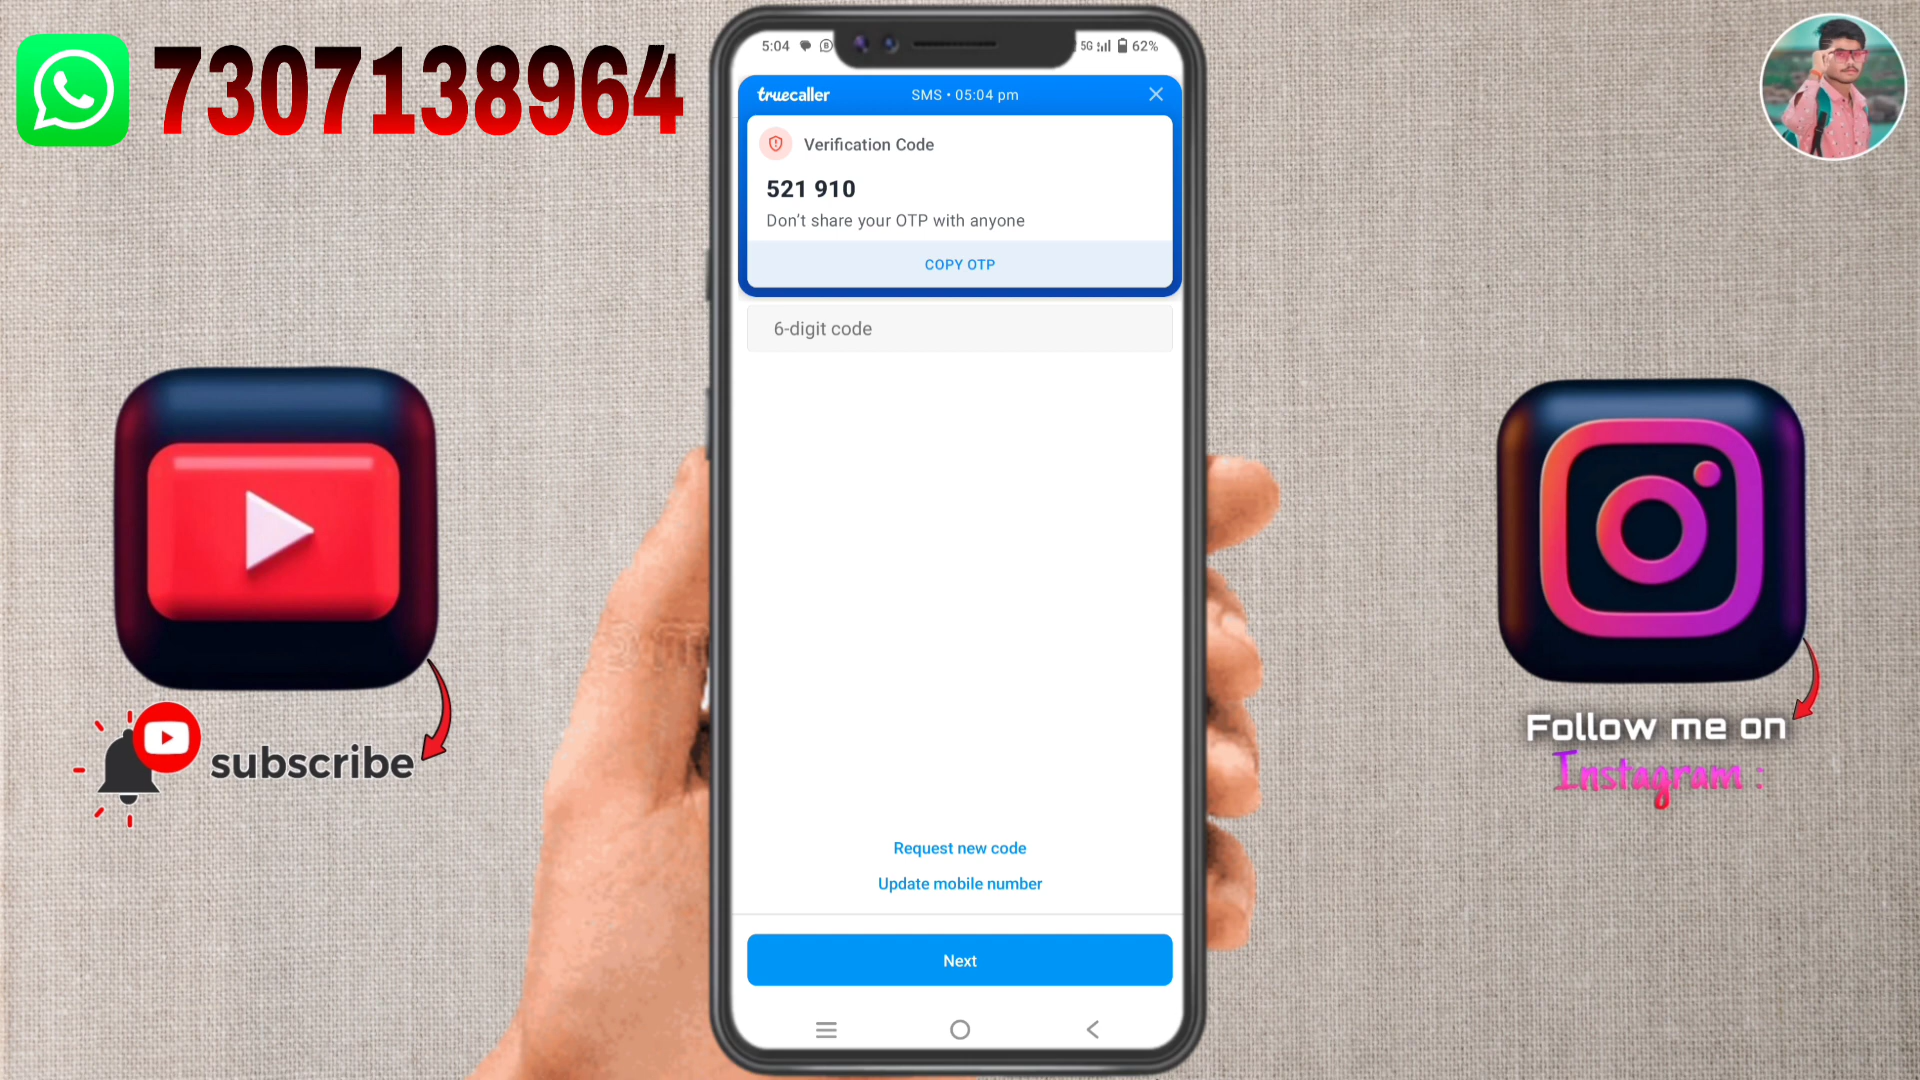 7307138964
5:04
5G
62%
truecaller
SMS • 05:04 pm
Verification Code
521 910
Don't share your OTP with anyone
COPY OTP
6-digit code
subscribe
Follow me on
Instagram :
Request new code
Update mobile number
Next